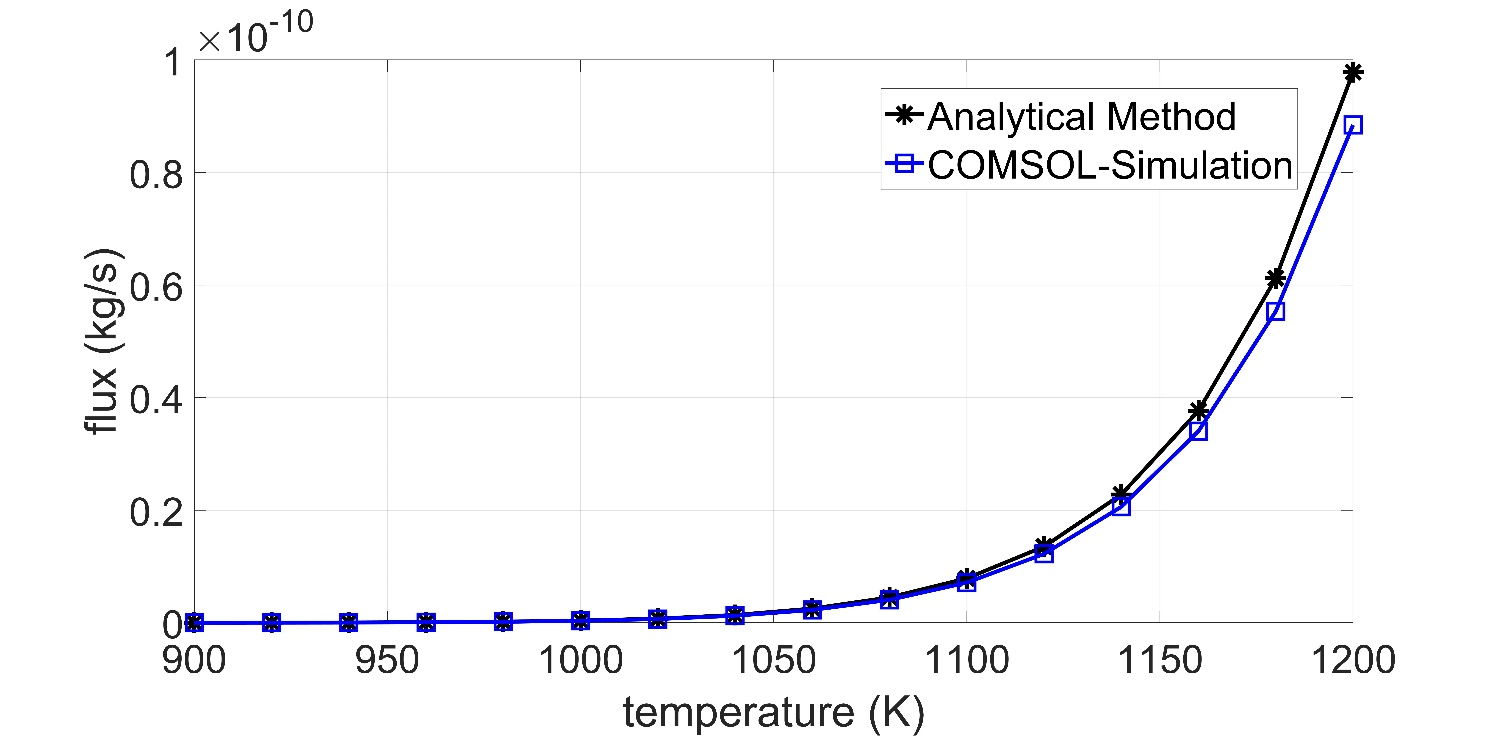 ×10^-10
1
0.8
0.6
0.4
0.2
0
flux (kg/s)
Analytical Method
COMSOL-Simulation
900 950 1000 1050 1100 1150 1200
temperature (K)